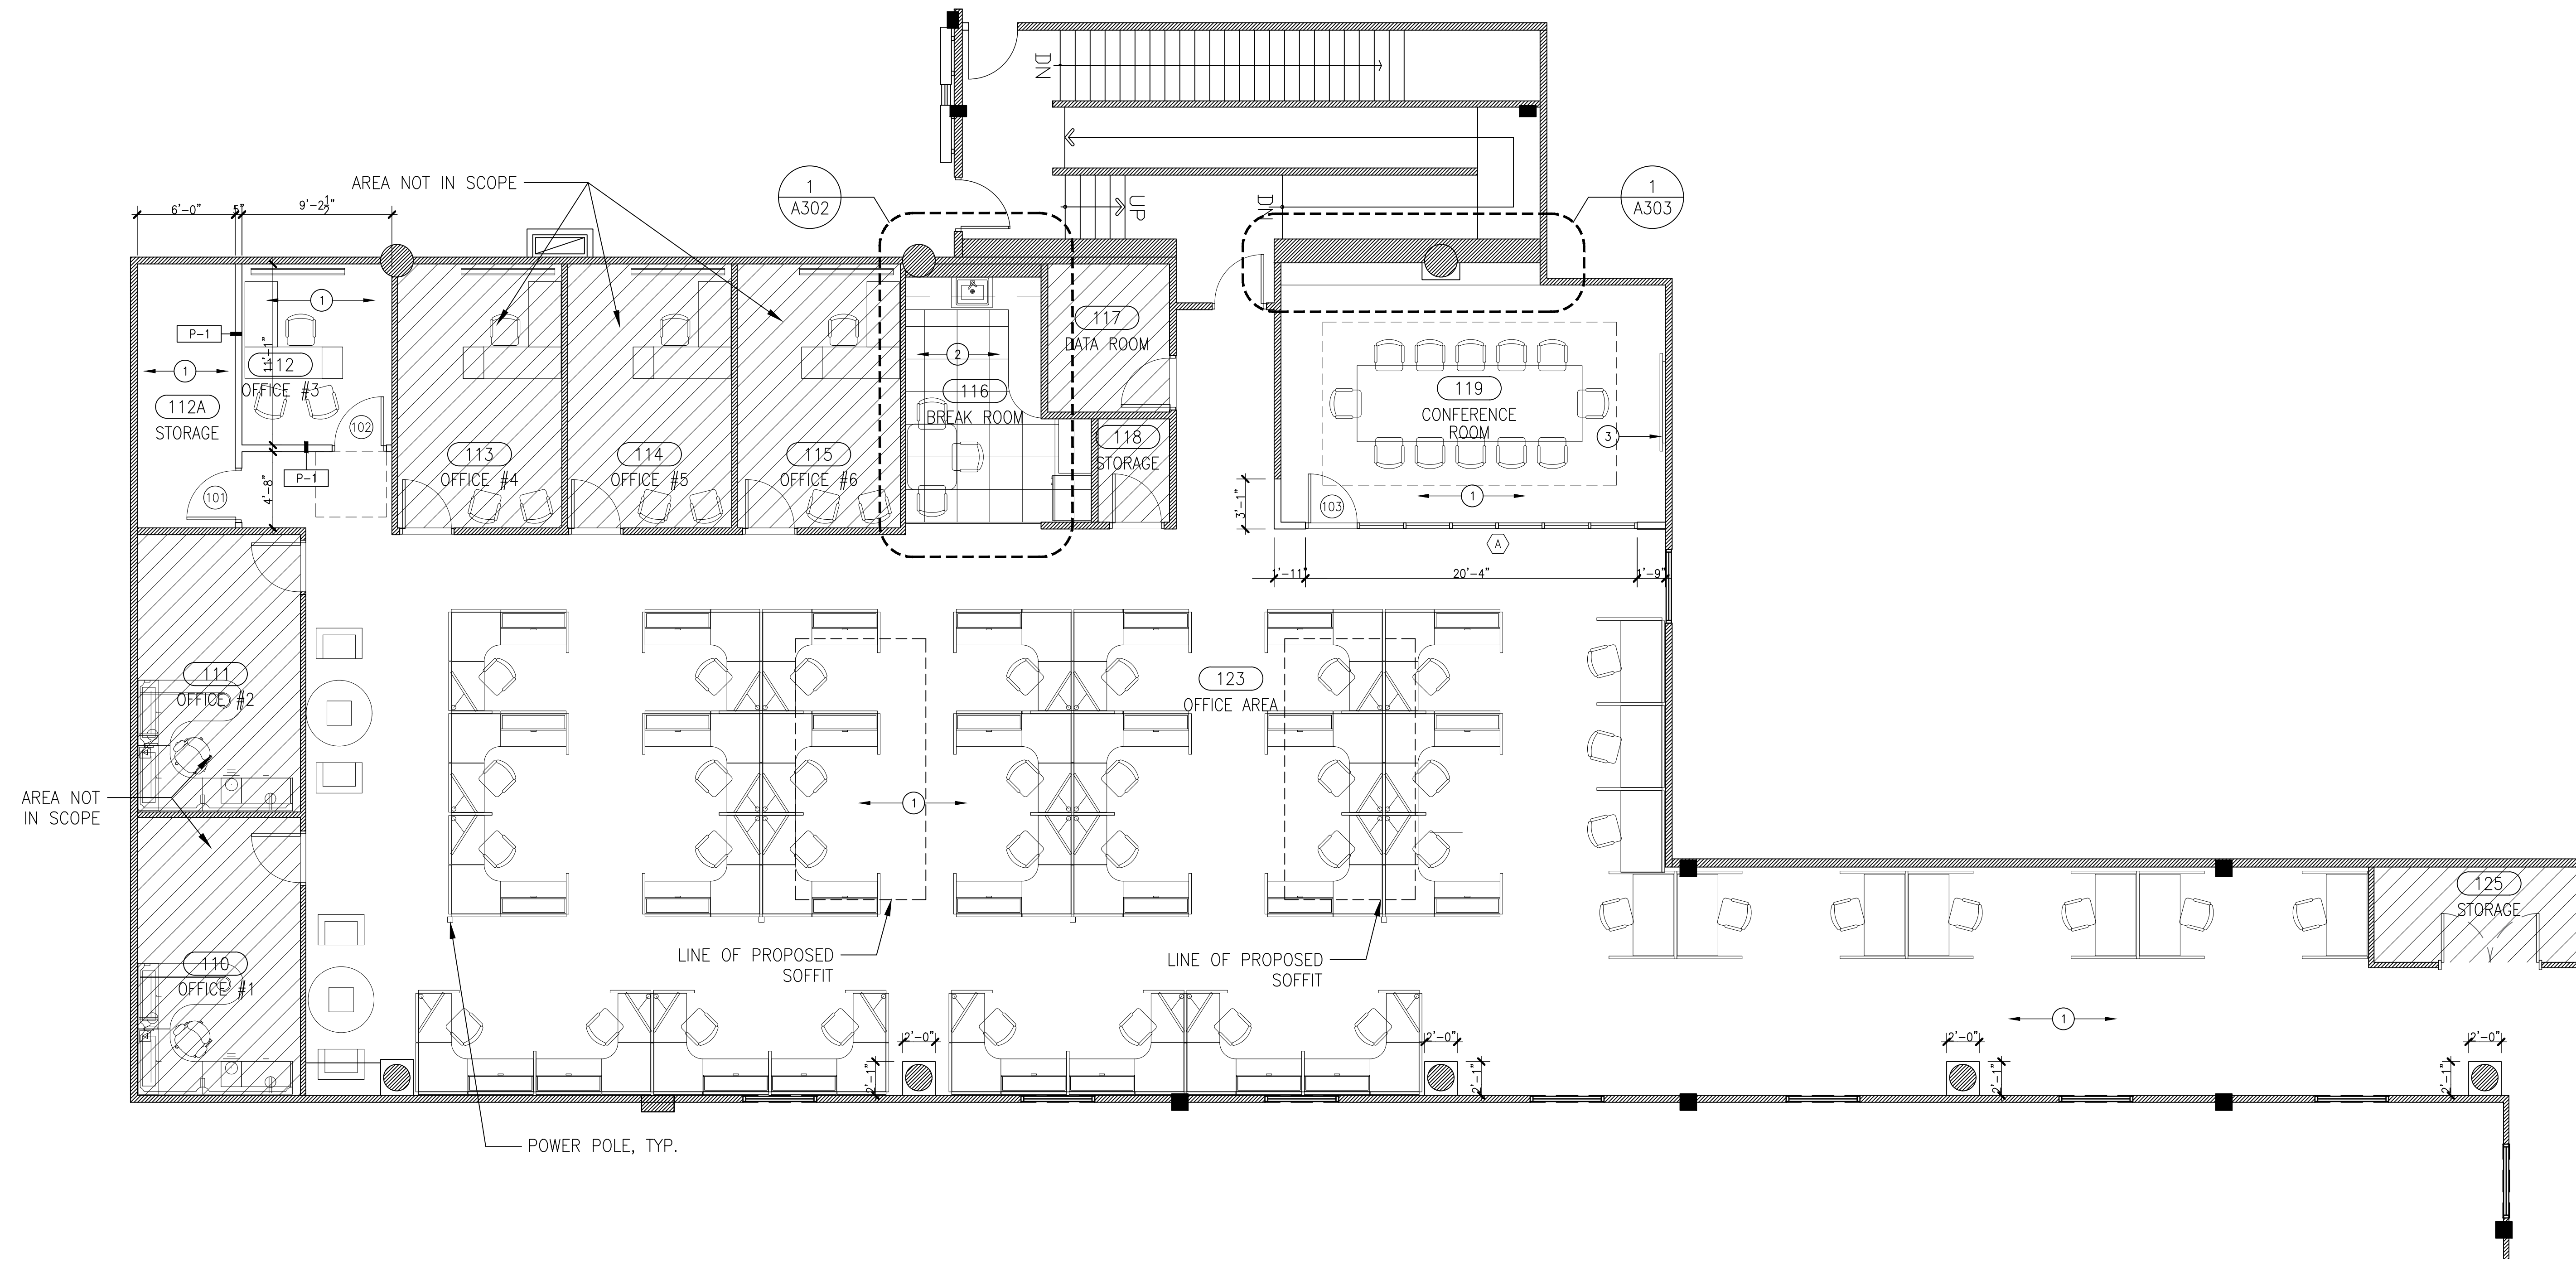 DN
AREA NOT IN SCOPE
1
A302
1
A303
UP
DN
6'-0"
5"
9'-2 1/2"
1
P-1
117
DATA ROOM
1
112
OFFICE #3
2
116
BREAK ROOM
119
CONFERENCE
ROOM
112A
STORAGE
102
118
STORAGE
3
113
OFFICE #4
114
OFFICE #5
115
OFFICE #6
P-1
4'-8"
101
3'-1"
1
103
A
1'-11"
20'-4"
1'-9"
111
OFFICE #2
123
OFFICE AREA
AREA NOT
IN SCOPE
1
125
STORAGE
LINE OF PROPOSED
SOFFIT
LINE OF PROPOSED
SOFFIT
110
OFFICE #1
1
2'-0"
2'-0"
2'-0"
2'-0"
2'-1"
2'-1"
2'-1"
2'-1"
POWER POLE, TYP.